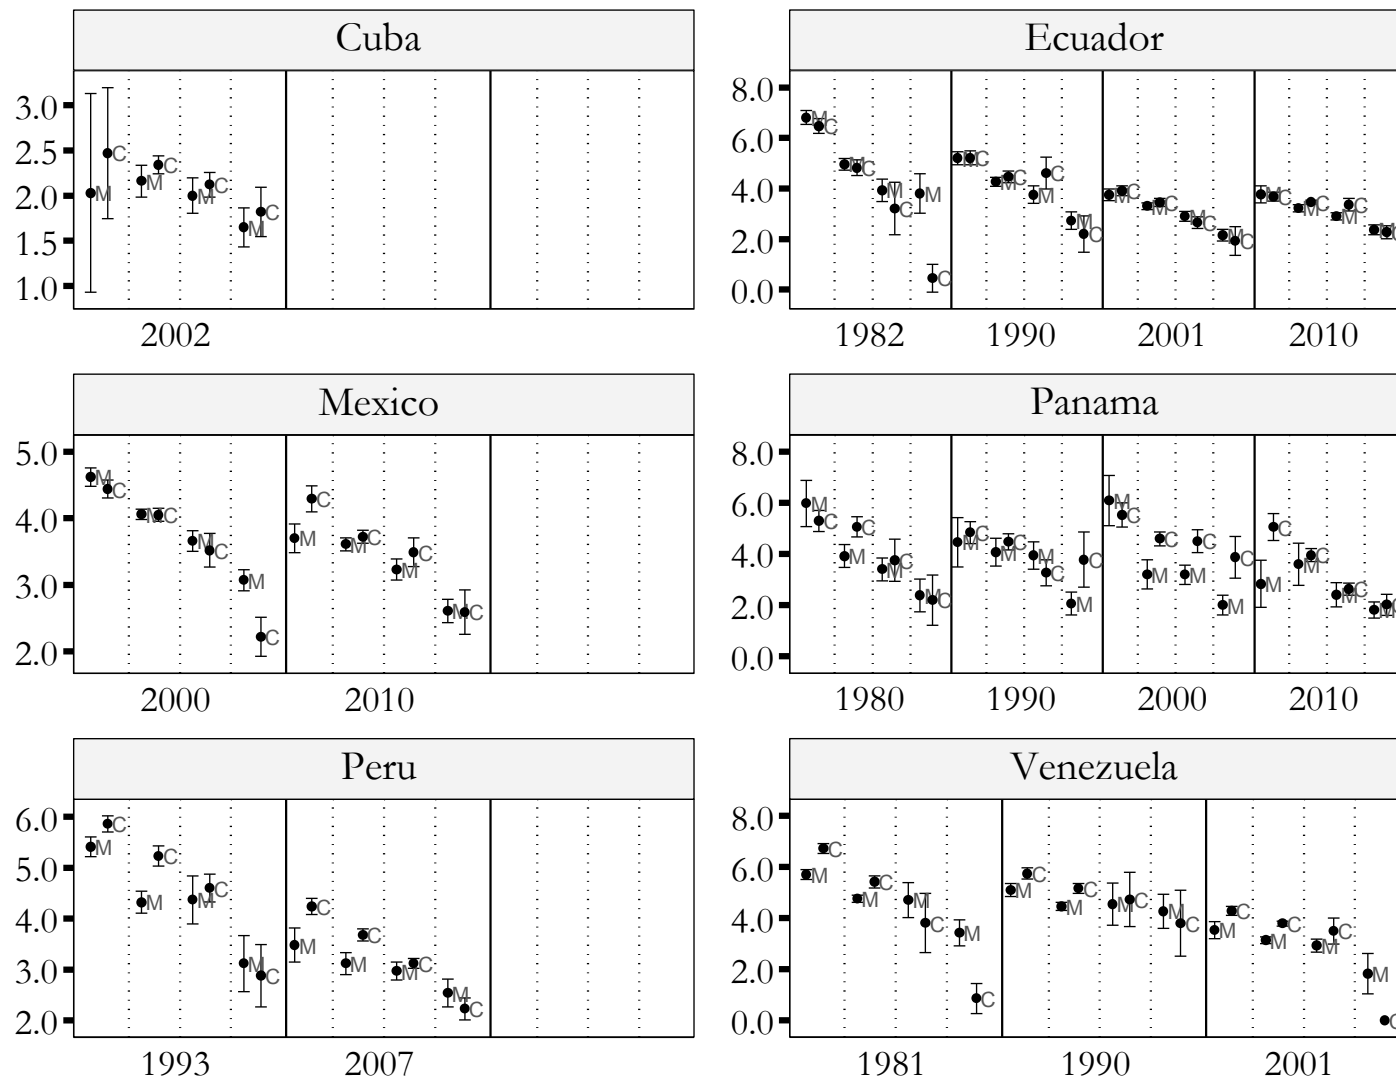 Cuba
3.0
2.5
2.0
1.5
1.0
M C M C M C M C
2002
Ecuador
8.0
6.0
4.0
2.0
0.0
M C M C M C M C M C M C M C M C M C M C M C M C M C M C M C M C
1982 1990 2001 2010
Mexico
5.0
4.0
3.0
2.0
M C M C M C M C M C M C M C M C
2000 2010
Panama
8.0
6.0
4.0
2.0
0.0
M C M C M C M C M C M C M C M C M C M C M C M C M C M C M C M C
1980 1990 2000 2010
Peru
6.0
5.0
4.0
3.0
2.0
M C M C M C M C M C M C M C M C
1993 2007
Venezuela
8.0
6.0
4.0
2.0
0.0
M C M C M C M C M C M C M C M C M C M C M C M C
1981 1990 2001